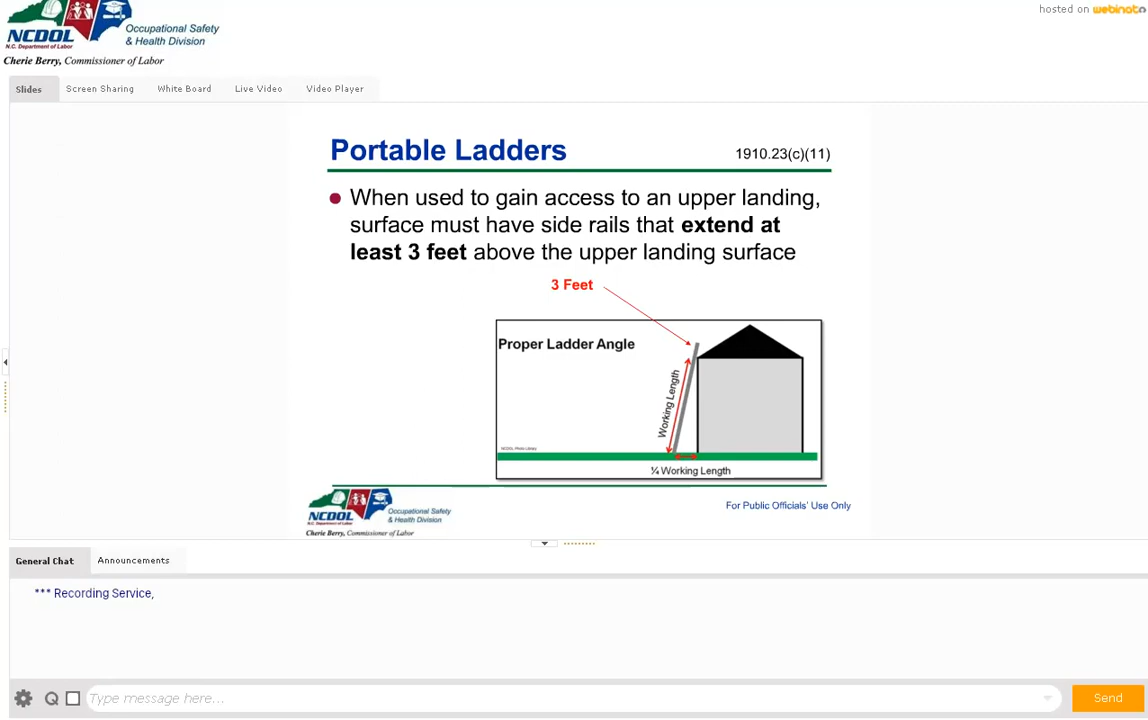 hosted on webinato
NCDOL
N.C. Department of Labor
Occupational Safety
& Health Division
Cherie Berry, Commissioner of Labor
Slides
Screen Sharing
White Board
Live Video
Video Player
Portable Ladders
1910.23(c)(11)
When used to gain access to an upper landing,
surface must have side rails that extend at
least 3 feet above the upper landing surface
3 Feet
Proper Ladder Angle
Working Length
NCDOL Photo Library
¼ Working Length
NCDOL
N.C. Department of Labor
Occupational Safety
& Health Division
Cherie Berry, Commissioner of Labor
For Public Officials' Use Only
General Chat
Announcements
*** Recording Service,
Type message here...
Send